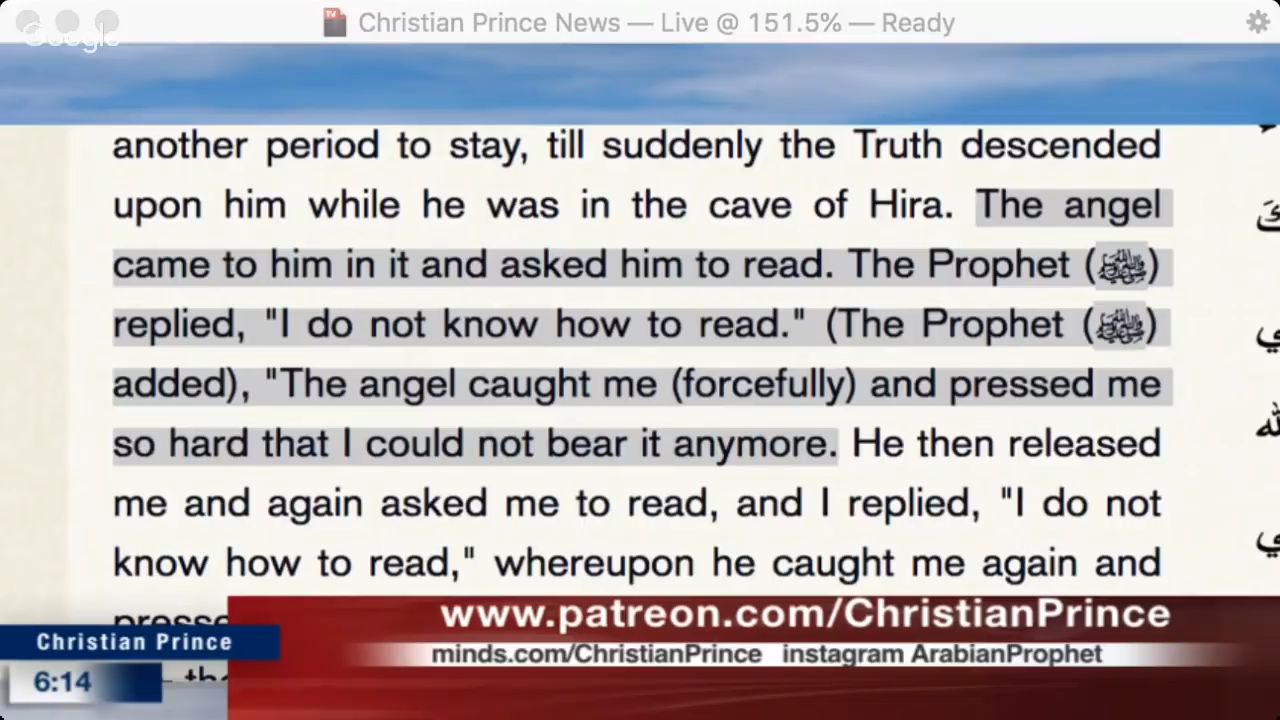 Christian Prince News — Live @ 151.5% — Ready
Google
another period to stay, till suddenly the Truth descended
upon him while he was in the cave of Hira. The angel
came to him in it and asked him to read. The Prophet (ﷺ)
replied, "I do not know how to read." (The Prophet (ﷺ)
added), "The angel caught me (forcefully) and pressed me
so hard that I could not bear it anymore. He then released
me and again asked me to read, and I replied, "I do not
know how to read," whereupon he caught me again and
www.patreon.com/ChristianPrince
Christian Prince
minds.com/ChristianPrince instagram ArabianProphet
6:14